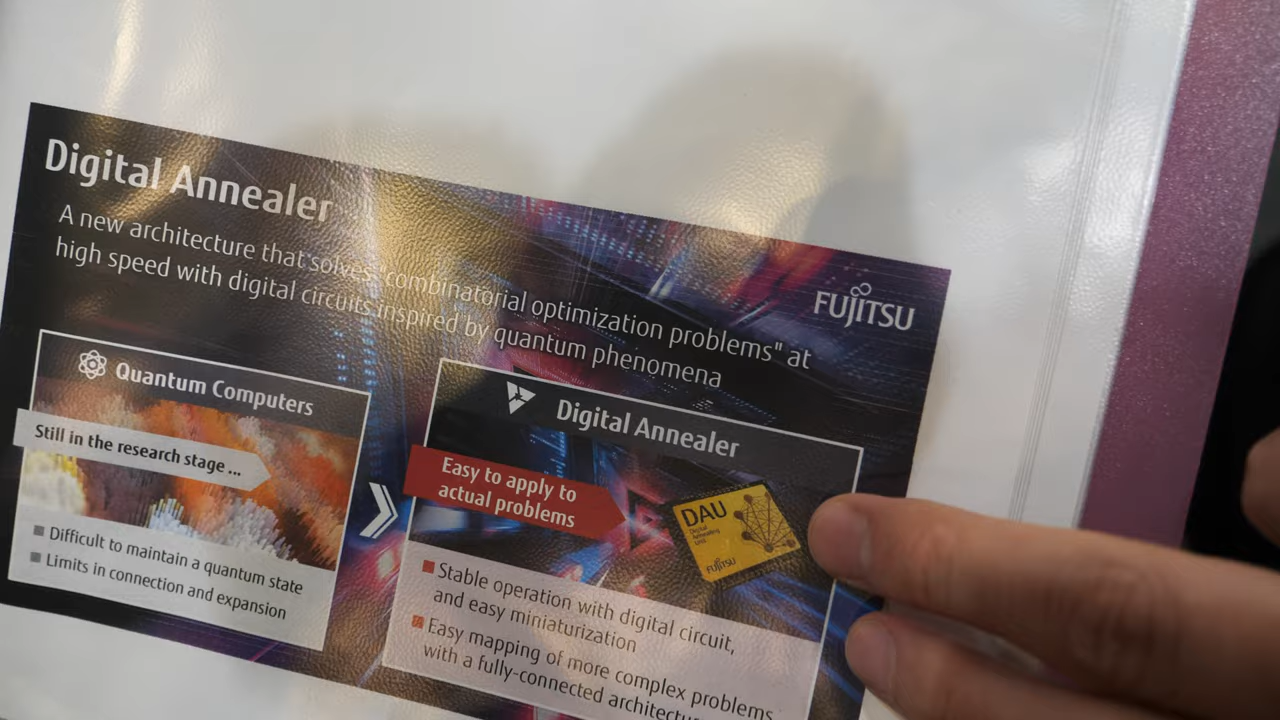 Digital Annealer
A new architecture that solves "combinatorial optimization problems" at
high speed with digital circuits inspired by quantum phenomena
FUJITSU
Quantum Computers
Still in the research stage ...
Difficult to maintain a quantum state
Limits in connection and expansion
Digital Annealer
Easy to apply to
actual problems
DAU
Digital
Annealing
Unit
FUJITSU
Stable operation with digital circuit,
and easy miniaturization
Easy mapping of more complex problems
with a fully-connected